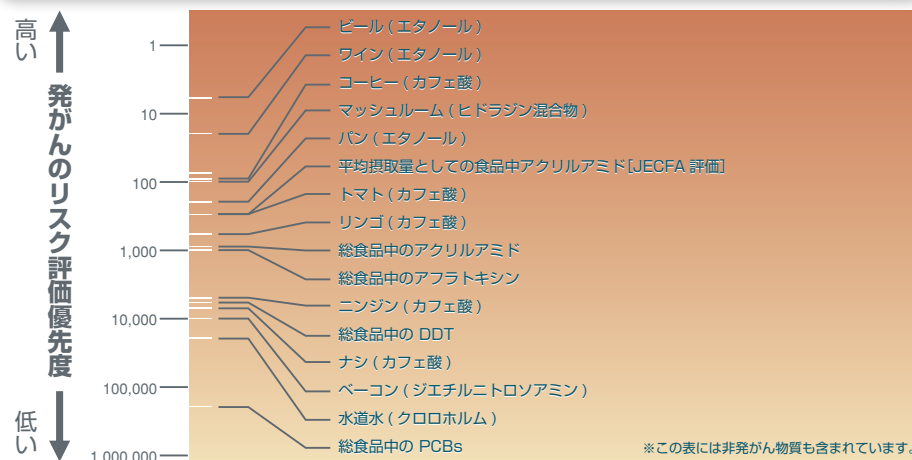 高い
発がんのリスク評価優先度
低い
1
10
100
1,000
10,000
100,000
1,000,000
ビール ( エタノール )
ワイン ( エタノール )
コーヒー ( カフェ酸 )
マッシュルーム ( ヒドラジン混合物 )
パン ( エタノール )
平均摂取量としての食品中アクリルアミド[JECFA 評価]
トマト ( カフェ酸 )
リンゴ ( カフェ酸 )
総食品中のアクリルアミド
総食品中のアフラトキシン
ニンジン ( カフェ酸 )
総食品中の DDT
ナシ ( カフェ酸 )
ベーコン ( ジエチルニトロソアミン )
水道水 ( クロロホルム )
総食品中の PCBs
※この表には非発がん物質も含まれています。